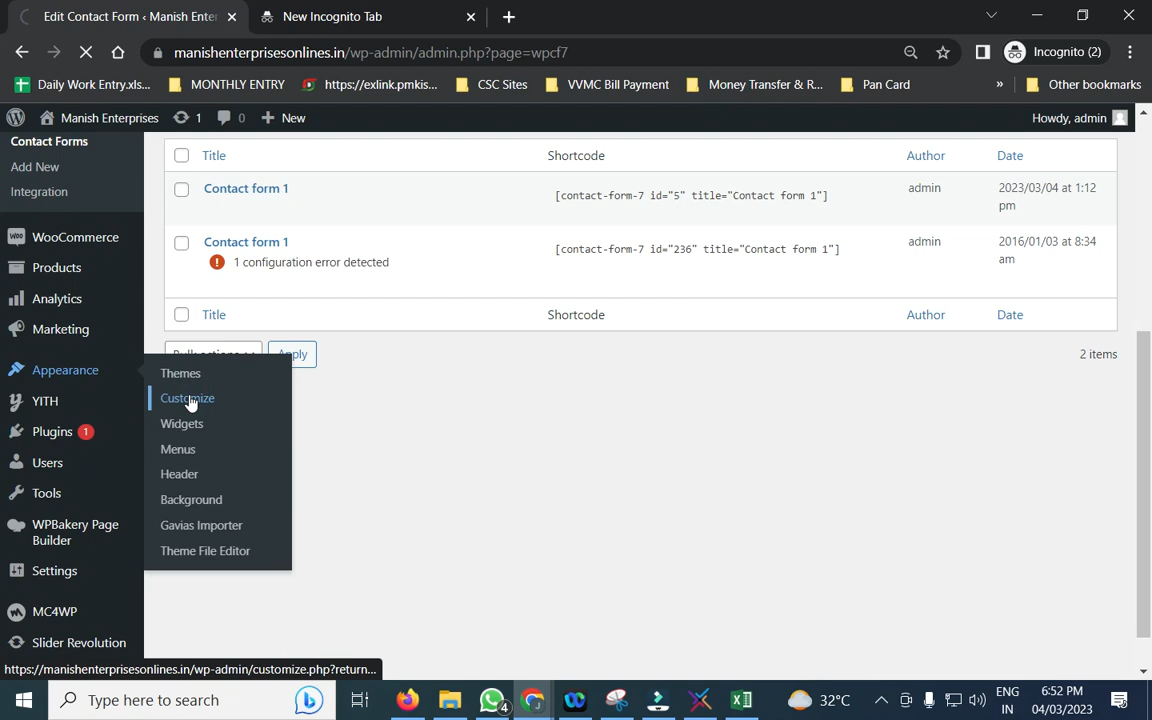 Edit Contact Form ‹ Manish Enter
New Incognito Tab
manishenterprisesonlines.in/wp-admin/admin.php?page=wpcf7
Incognito (2)
Daily Work Entry.xls...
MONTHLY ENTRY
https://exlink.pmkis...
CSC Sites
VVMC Bill Payment
Money Transfer & R...
Pan Card
»
Other bookmarks
Manish Enterprises
1
0
New
Howdy, admin
Contact Forms
Add New
Integration
WooCommerce
Products
Analytics
Marketing
Appearance
YITH
Plugins 1
Users
Tools
WPBakery Page
Builder
Settings
MC4WP
Slider Revolution
Title
Shortcode
Author
Date
Contact form 1
[contact-form-7 id="5" title="Contact form 1"]
admin
2023/03/04 at 1:12
pm
Contact form 1
[contact-form-7 id="236" title="Contact form 1"]
admin
2016/01/03 at 8:34
am
1 configuration error detected
Title
Shortcode
Author
Date
Apply
2 items
Themes
Customize
Widgets
Menus
Header
Background
Gavias Importer
Theme File Editor
https://manishenterprisesonlines.in/wp-admin/customize.php?return...
Type here to search
4
32°C
ENG
IN
6:52 PM
04/03/2023